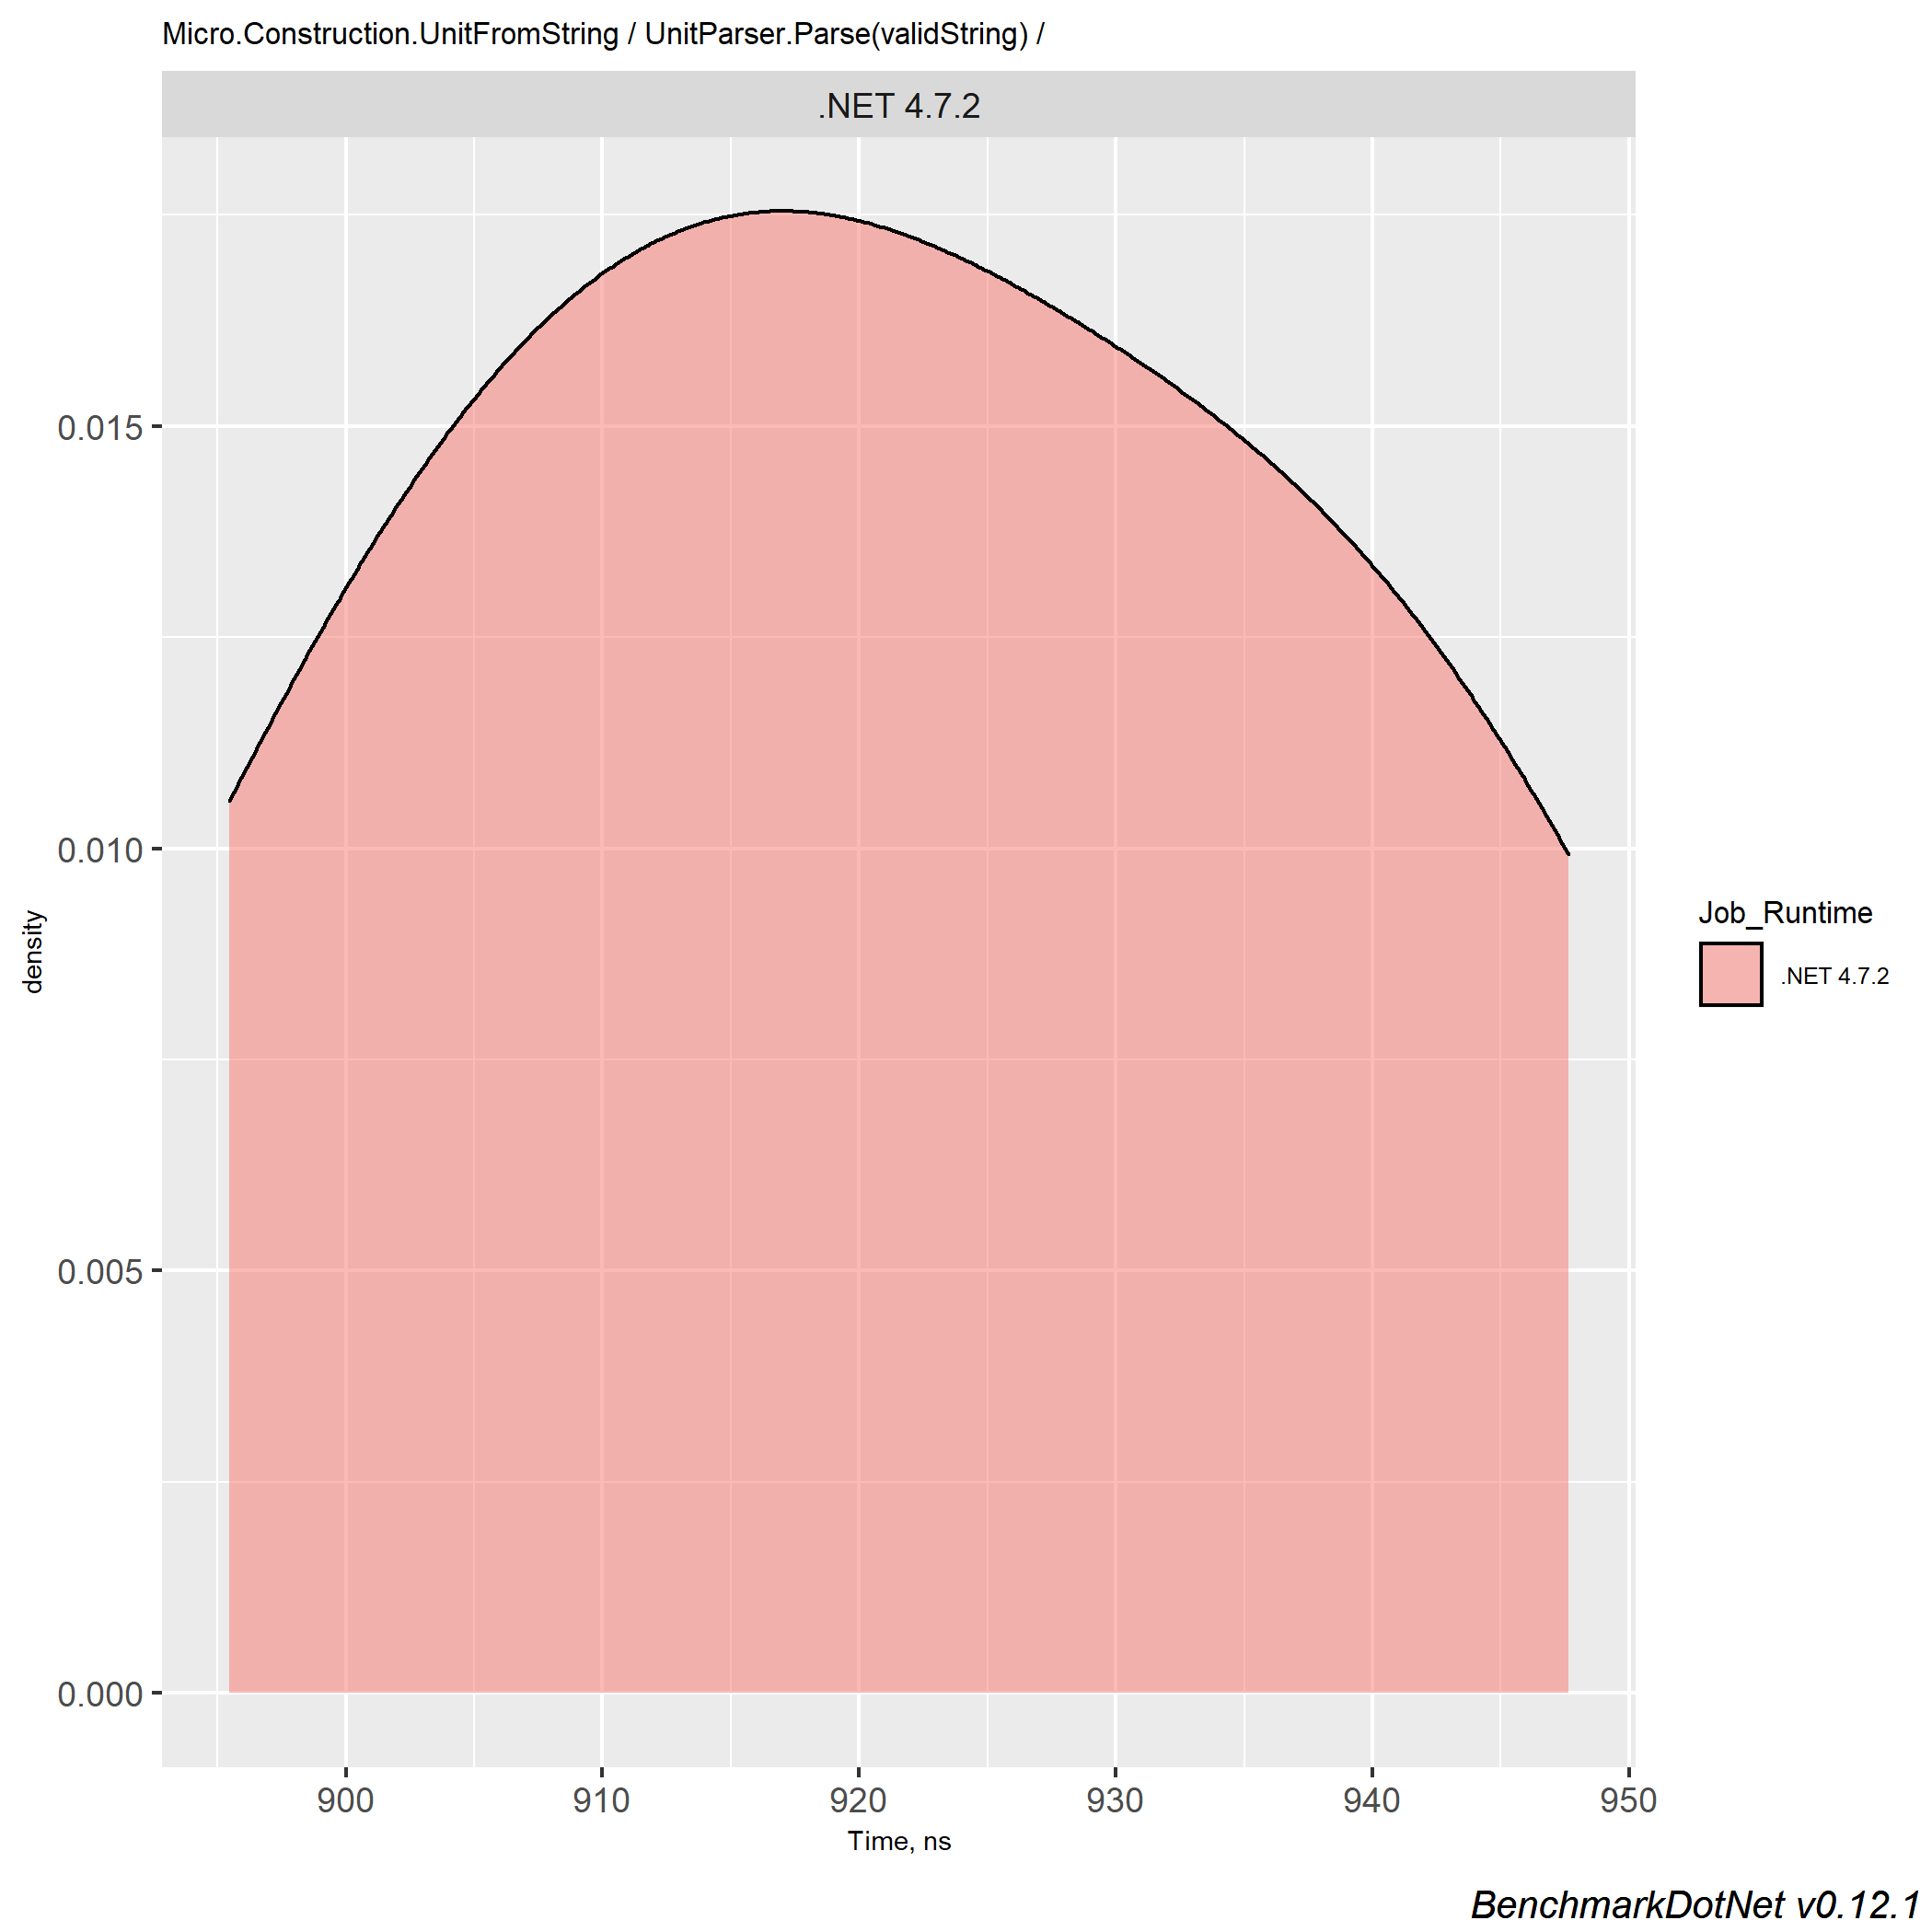 Micro.Construction.UnitFromString / UnitParser.Parse(validString) /
.NET 4.7.2
0.015
0.010
0.005
0.000
density
900 910 920 930 940 950
Time, ns
Job_Runtime
.NET 4.7.2
BenchmarkDotNet v0.12.1